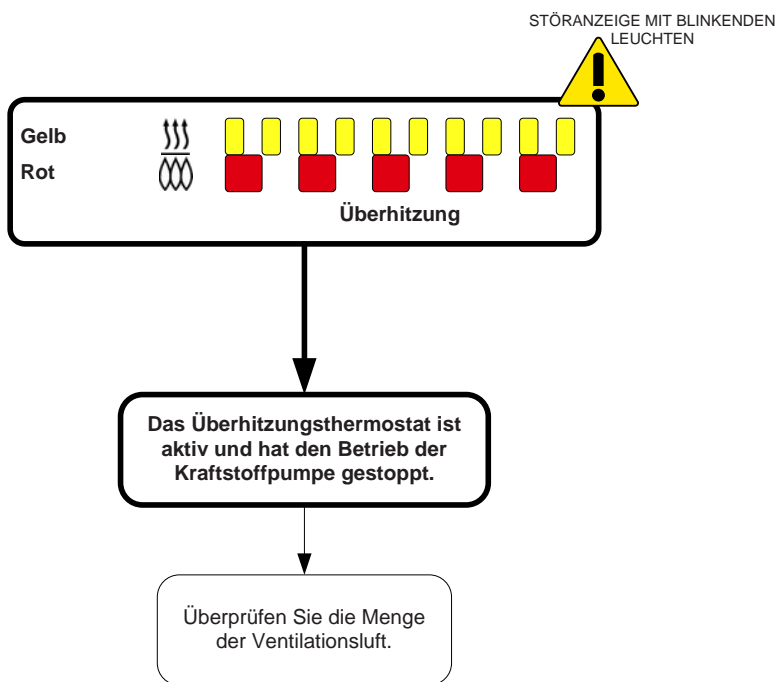 STÖRANZEIGE MIT BLINKENDEN
LEUCHTEN
Gelb
Rot
Überhitzung
Das Überhitzungsthermostat ist
aktiv und hat den Betrieb der
Kraftstoffpumpe gestoppt.
Überprüfen Sie die Menge
der Ventilationsluft.